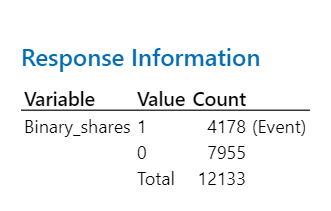 Response Information
Variable Value Count
Binary_shares 1 4178 (Event)
0 7955
Total 12133